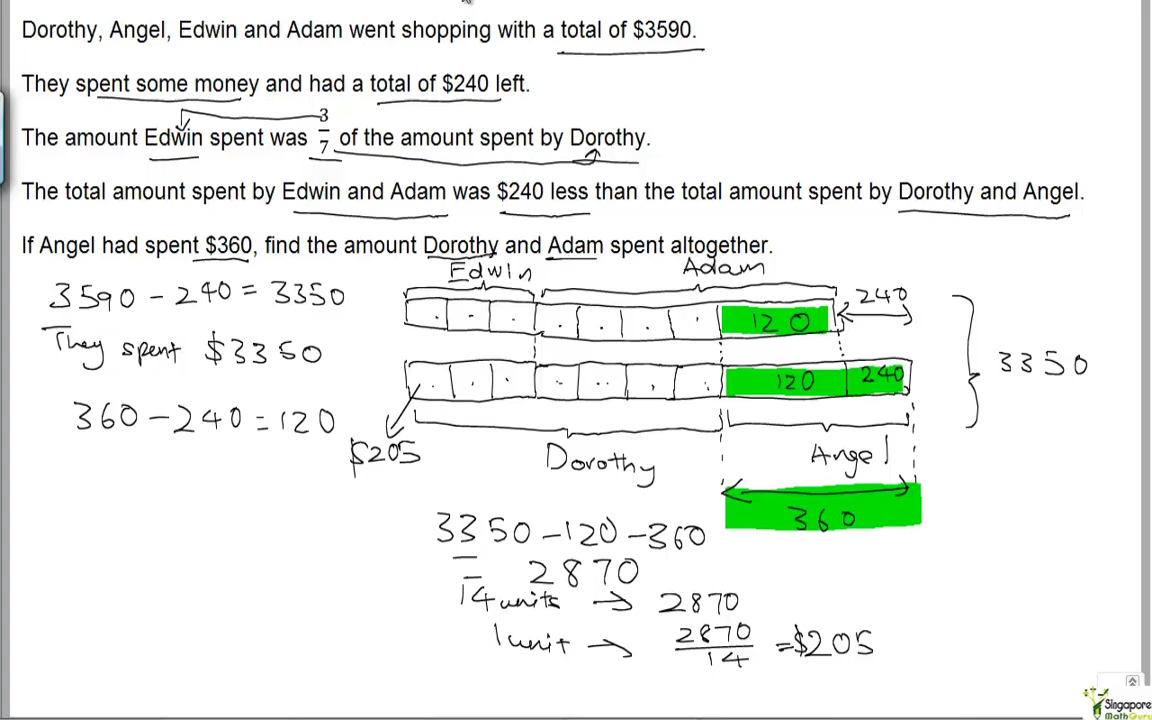 Dorothy, Angel, Edwin and Adam went shopping with a total of $3590.
They spent some money and had a total of $240 left.
The amount Edwin spent was 3/7 of the amount spent by Dorothy.
The total amount spent by Edwin and Adam was $240 less than the total amount spent by Dorothy and Angel.
If Angel had spent $360, find the amount Dorothy and Adam spent altogether.
Edwin Adam
3590 - 240 = 3350
240
120
They spent $3350
3350
120 240
360 - 240 = 120
$205
Dorothy Angel
360
3350 - 120 - 360
= 2870
14 units → 2870
1 unit → 2870/14 = $205
Singapore
MathGuru